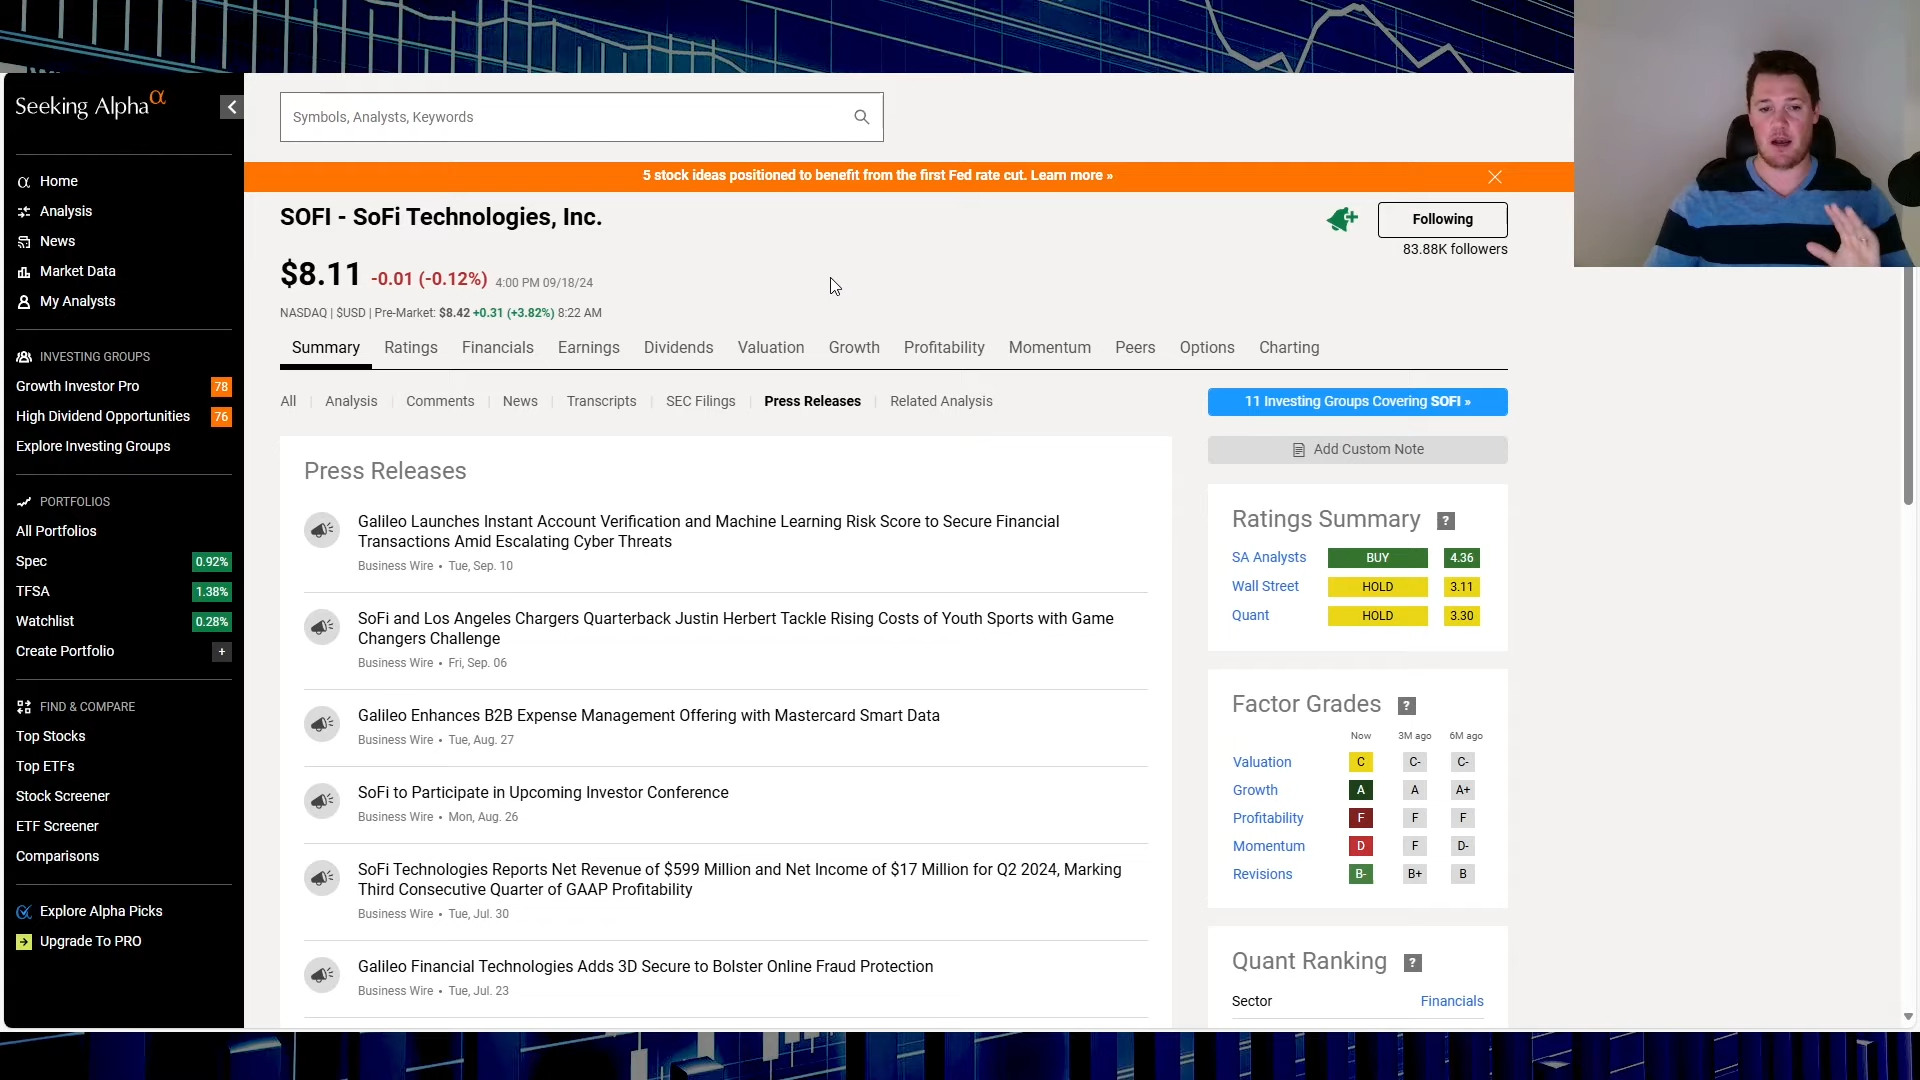 Seeking Alpha α
Home
Analysis
News
Market Data
My Analysts
INVESTING GROUPS
Growth Investor Pro 78
High Dividend Opportunities 76
Explore Investing Groups
PORTFOLIOS
All Portfolios
Spec 0.92%
TFSA 1.38%
Watchlist 0.28%
Create Portfolio +
FIND & COMPARE
Top Stocks
Top ETFs
Stock Screener
ETF Screener
Comparisons
Explore Alpha Picks
Upgrade To PRO
Symbols, Analysts, Keywords
5 stock ideas positioned to benefit from the first Fed rate cut. Learn more »
SOFI - SoFi Technologies, Inc.
Following
83.88K followers
$8.11 -0.01 (-0.12%) 4:00 PM 09/18/24
NASDAQ | $USD | Pre-Market: $8.42 +0.31 (+3.82%) 8:22 AM
Summary Ratings Financials Earnings Dividends Valuation Growth Profitability Momentum Peers Options Charting
All | Analysis | Comments | News | Transcripts | SEC Filings | Press Releases | Related Analysis
Press Releases
Galileo Launches Instant Account Verification and Machine Learning Risk Score to Secure Financial
Transactions Amid Escalating Cyber Threats
Business Wire • Tue, Sep. 10
SoFi and Los Angeles Chargers Quarterback Justin Herbert Tackle Rising Costs of Youth Sports with Game
Changers Challenge
Business Wire • Fri, Sep. 06
Galileo Enhances B2B Expense Management Offering with Mastercard Smart Data
Business Wire • Tue, Aug. 27
SoFi to Participate in Upcoming Investor Conference
Business Wire • Mon, Aug. 26
SoFi Technologies Reports Net Revenue of $599 Million and Net Income of $17 Million for Q2 2024, Marking
Third Consecutive Quarter of GAAP Profitability
Business Wire • Tue, Jul. 30
Galileo Financial Technologies Adds 3D Secure to Bolster Online Fraud Protection
Business Wire • Tue, Jul. 23
11 Investing Groups Covering SOFI »
Add Custom Note
Ratings Summary ?
SA Analysts BUY 4.36
Wall Street HOLD 3.11
Quant HOLD 3.30
Factor Grades ?
Now 3M ago 6M ago
Valuation C C- C-
Growth A A A+
Profitability F F F
Momentum D F D-
Revisions B- B+ B
Quant Ranking ?
Sector Financials